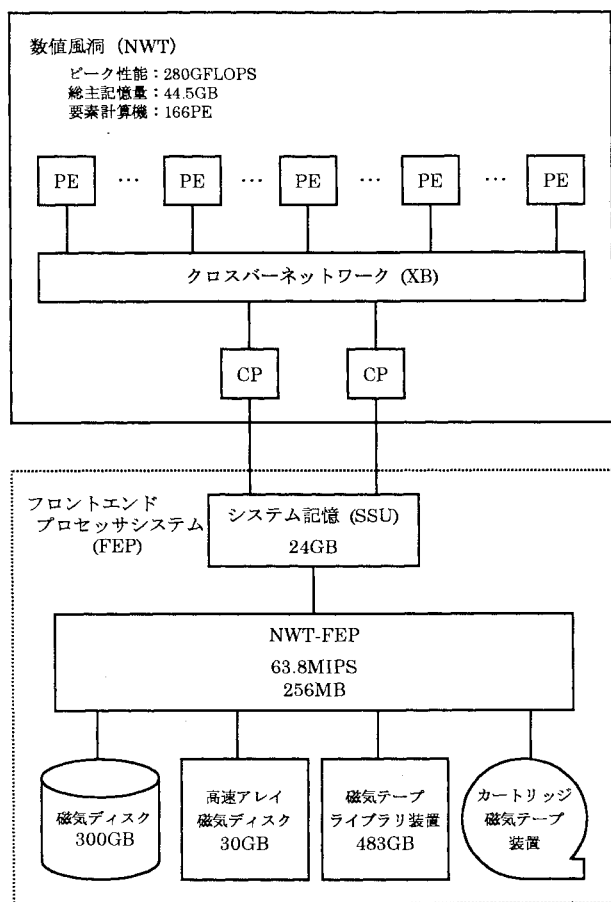 数値風洞 (NWT)
ピーク性能：280GFLOPS
総主記憶量：44.5GB
要素計算機：166PE
PE … PE … PE … PE … PE
クロスバーネットワーク (XB)
CP CP
フロントエンド
プロセッサシステム
(FEP)
システム記憶 (SSU)
24GB
NWT-FEP
63.8MIPS
256MB
磁気ディスク
300GB
高速アレイ
磁気ディスク
30GB
磁気テープ
ライブラリ装置
483GB
カートリッジ
磁気テープ
装置